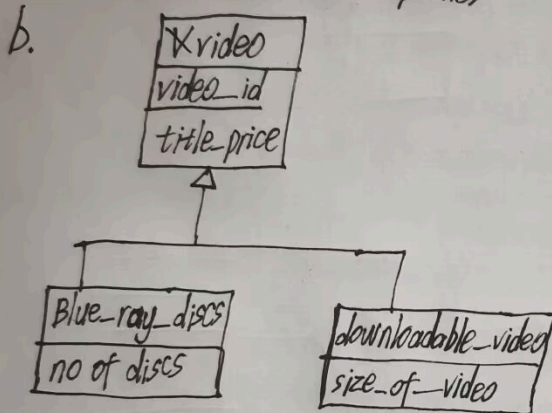 b.
video
video_id
title_price
Blue_ray_discs
no of discs
downloadable_video
size_of_video